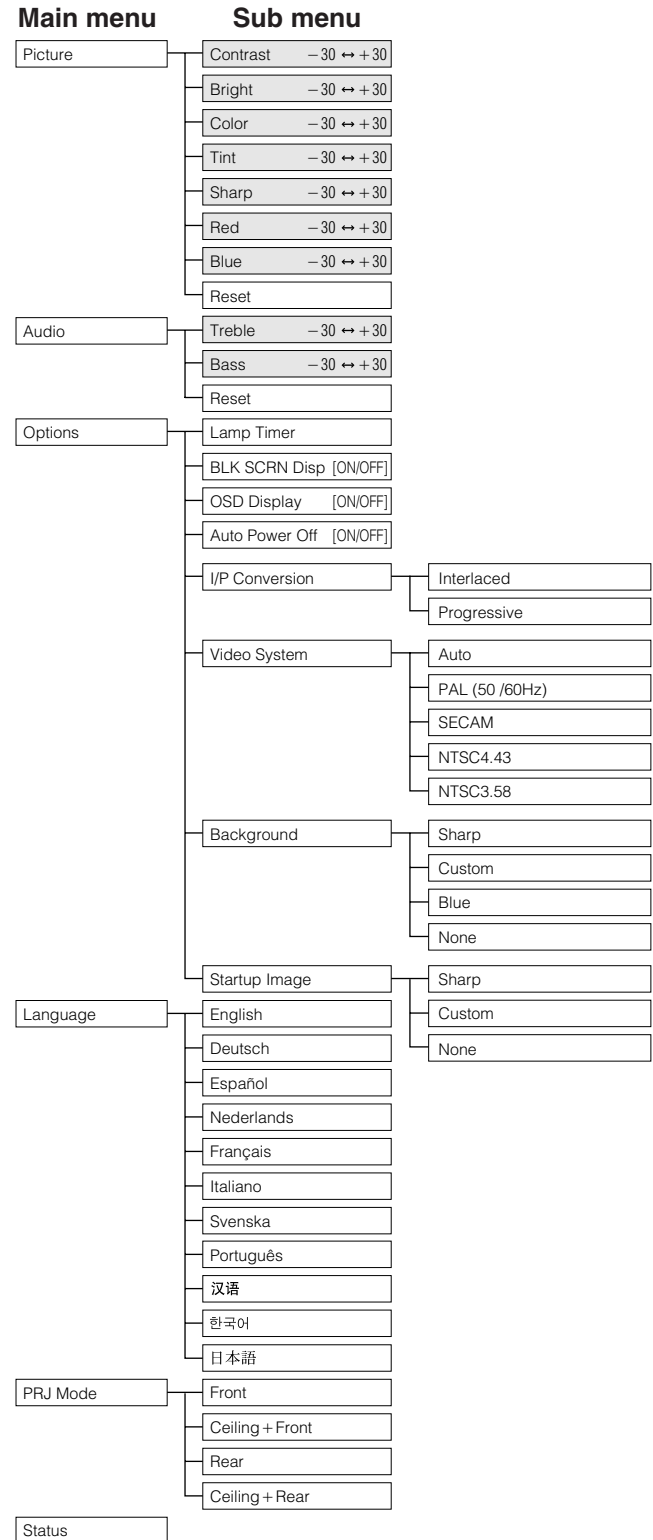 Main menu Sub menu
Picture Contrast −30 ↔ +30
Bright −30 ↔ +30
Color −30 ↔ +30
Tint −30 ↔ +30
Sharp −30 ↔ +30
Red −30 ↔ +30
Blue −30 ↔ +30
Reset
Audio Treble −30 ↔ +30
Bass −30 ↔ +30
Reset
Options Lamp Timer
BLK SCRN Disp [ON/OFF]
OSD Display [ON/OFF]
Auto Power Off [ON/OFF]
I/P Conversion Interlaced
Progressive
Video System Auto
PAL (50 /60Hz)
SECAM
NTSC4.43
NTSC3.58
Background Sharp
Custom
Blue
None
Startup Image Sharp
Language English Custom
Deutsch None
Español
Nederlands
Français
Italiano
Svenska
Português
汉语
한국어
日本語
PRJ Mode Front
Ceiling+Front
Rear
Ceiling+Rear
Status